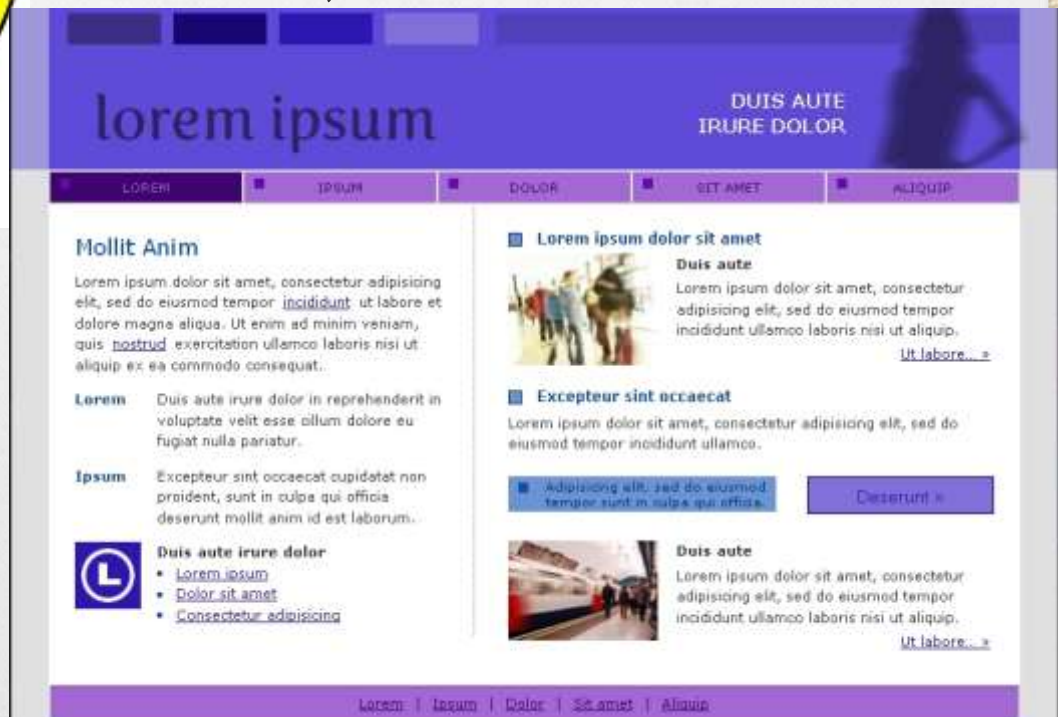 lorem ipsum
DUIS AUTE
IRURE DOLOR
LOREM
IPSUM
DOLOR
SIT AMET
ALIQUIP
Mollit Anim
Lorem ipsum dolor sit amet, consectetur adipisicing
elit, sed do eiusmod tempor incididunt ut labore et
dolore magna aliqua. Ut enim ad minim veniam,
quis nostrud exercitation ullamco laboris nisi ut
aliquip ex ea commodo consequat.
Lorem Duis aute irure dolor in reprehenderit in
voluptate velit esse cillum dolore eu
fugiat nulla pariatur.
Ipsum Excepteur sint occaecat cupidatat non
proident, sunt in culpa qui officia
deserunt mollit anim id est laborum.
Duis aute irure dolor
• Lorem ipsum
• Dolor sit amet
• Consectetur adipisicing
Lorem ipsum dolor sit amet
Duis aute
Lorem ipsum dolor sit amet, consectetur
adipisicing elit, sed do eiusmod tempor
incididunt ullamco laboris nisi ut aliquip.
Ut labore... »
Excepteur sint occaecat
Lorem ipsum dolor sit amet, consectetur adipisicing elit, sed do
eiusmod tempor incididunt ullamco.
Adipisicing elit, sed do eiusmod
tempor sunt in culpa qui officia.
Deserunt »
Duis aute
Lorem ipsum dolor sit amet, consectetur
adipisicing elit, sed do eiusmod tempor
incididunt ullamco laboris nisi ut aliquip.
Ut labore... »
Lorem | Ipsum | Dolor | Sit amet | Aliquip